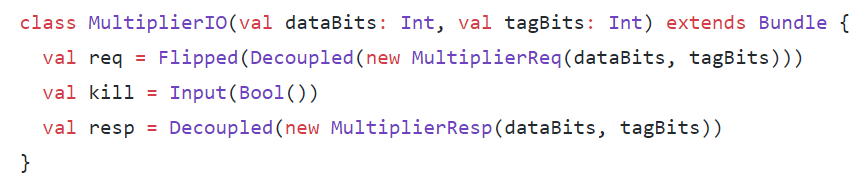 class MultiplierIO(val dataBits: Int, val tagBits: Int) extends Bundle {
  val req = Flipped(Decoupled(new MultiplierReq(dataBits, tagBits)))
  val kill = Input(Bool())
  val resp = Decoupled(new MultiplierResp(dataBits, tagBits))
}